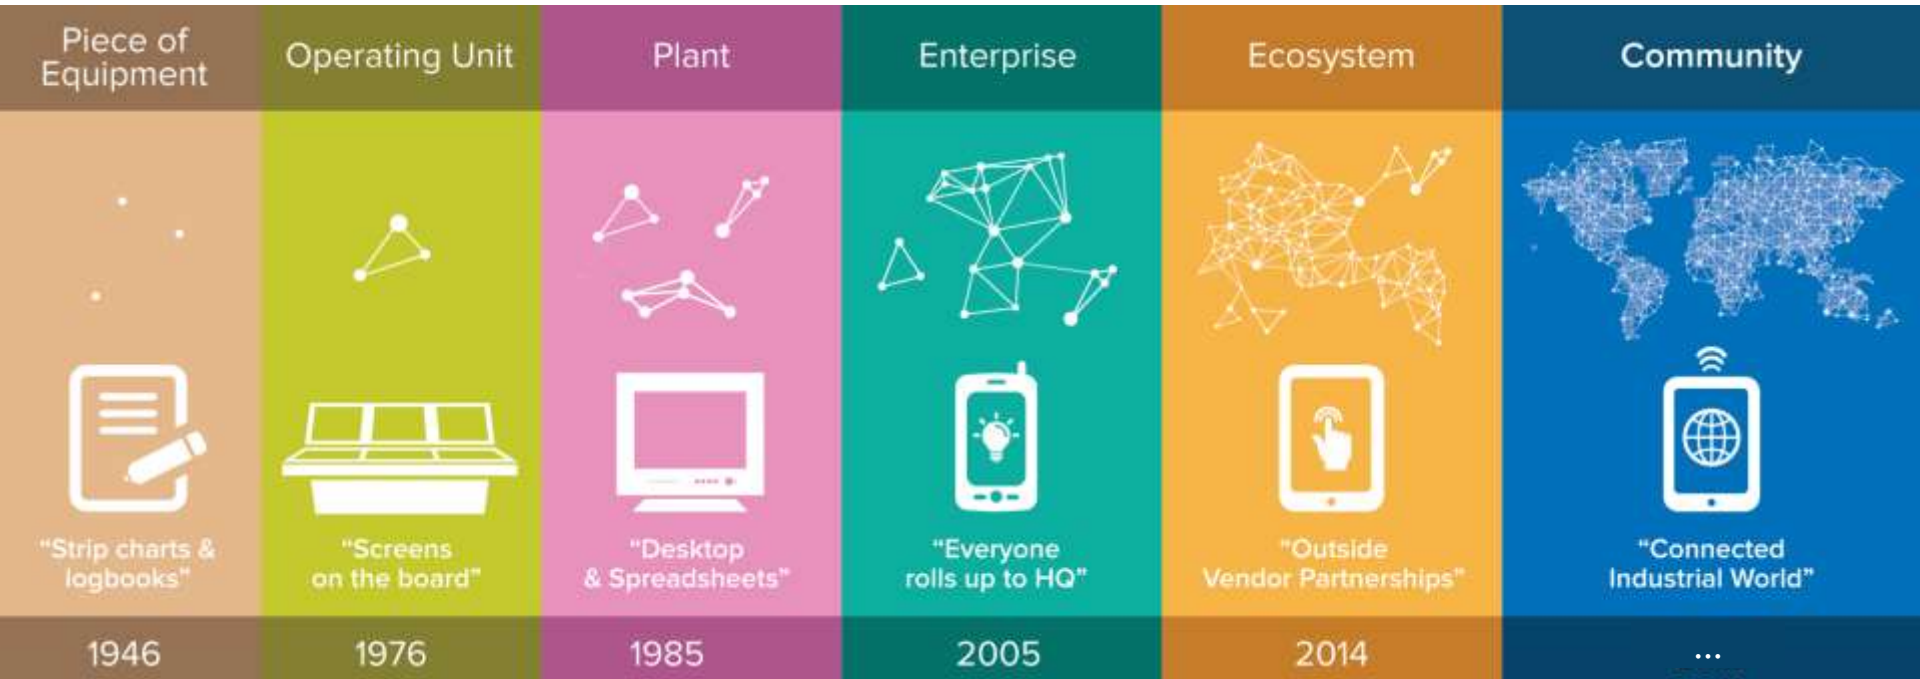 Piece of
Equipment
Operating Unit
Plant
Enterprise
Ecosystem
Community
“Strip charts &
logbooks”
“Screens
on the board”
“Desktop
& Spreadsheets”
“Everyone
rolls up to HQ”
“Outside
Vendor Partnerships”
“Connected
Industrial World”
1946
1976
1985
2005
2014
...